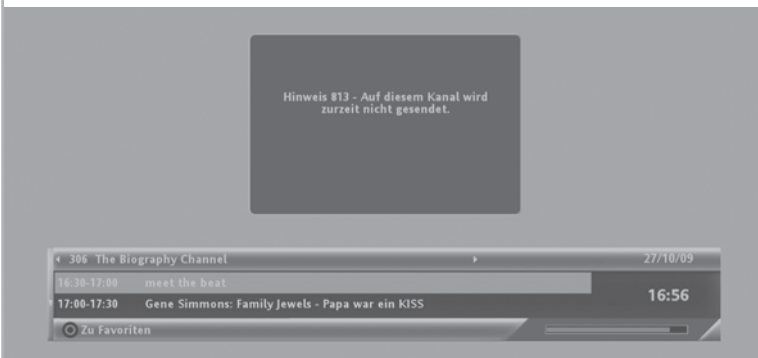 Hinweis 813 - Auf diesem Kanal wird
zurzeit nicht gesendet.
306 The Biography Channel 27/10/09
16:30-17:00 meet the beat
16:56
17:00-17:30 Gene Simmons: Family Jewels - Papa war ein KISS
Zu Favoriten